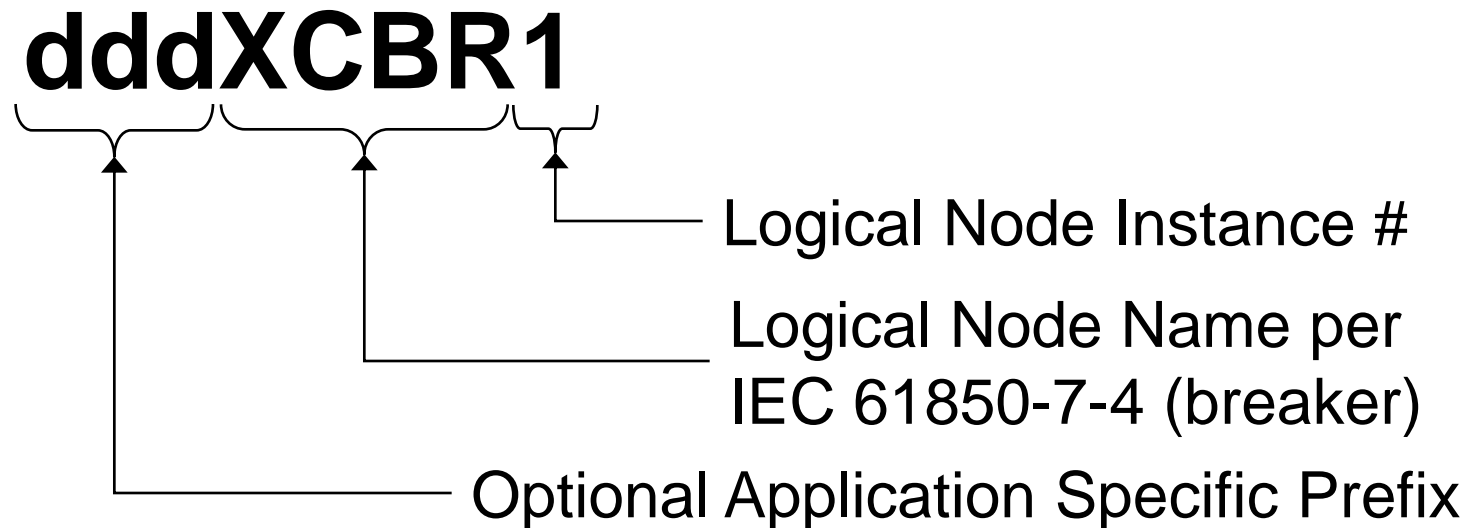 dddXCBR1
Logical Node Instance #
Logical Node Name per
IEC 61850-7-4 (breaker)
Optional Application Specific Prefix